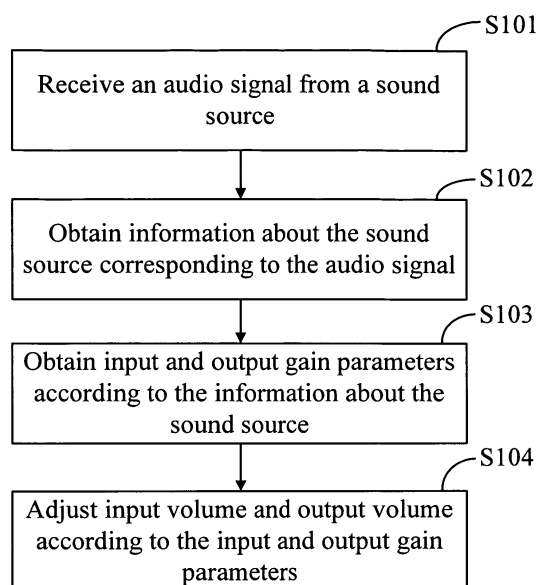 S101
Receive an audio signal from a sound
source
S102
Obtain information about the sound
source corresponding to the audio signal
S103
Obtain input and output gain parameters
according to the information about the
sound source
S104
Adjust input volume and output volume
according to the input and output gain
parameters